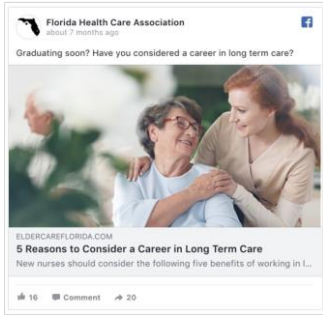 Florida Health Care Association
about 7 months ago
Graduating soon? Have you considered a career in long term care?
ELDERCAREFLORIDA.COM
5 Reasons to Consider a Career in Long Term Care
New nurses should consider the following five benefits of working in l...
16 Comment 20